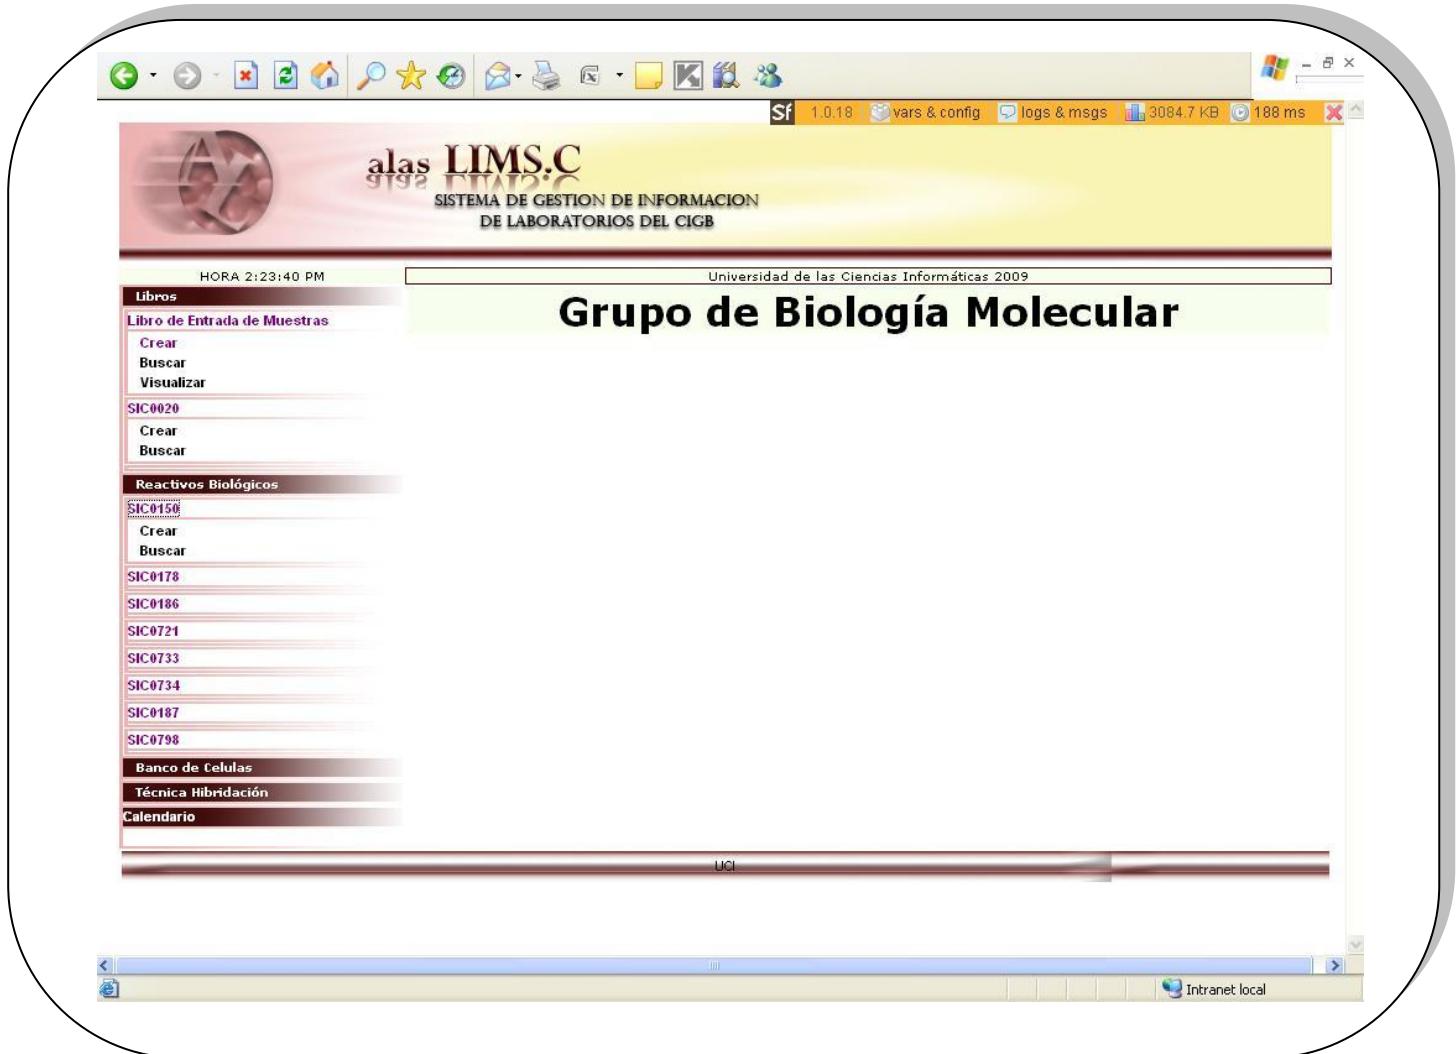 Sf 1.0.18 vars & config logs & msgs 3084.7 KB 188 ms
alas LIMS.C
SISTEMA DE GESTION DE INFORMACION
DE LABORATORIOS DEL CIGB
HORA 2:23:40 PM
Universidad de las Ciencias Informáticas 2009
Grupo de Biología Molecular
Libros
Libro de Entrada de Muestras
Crear
Buscar
Visualizar
SIC0020
Crear
Buscar
Reactivos Biológicos
SIC0150
Crear
Buscar
SIC0178
SIC0186
SIC0721
SIC0733
SIC0734
SIC0187
SIC0798
Banco de Celulas
Técnica Hibridación
Calendario
UCI
Intranet local